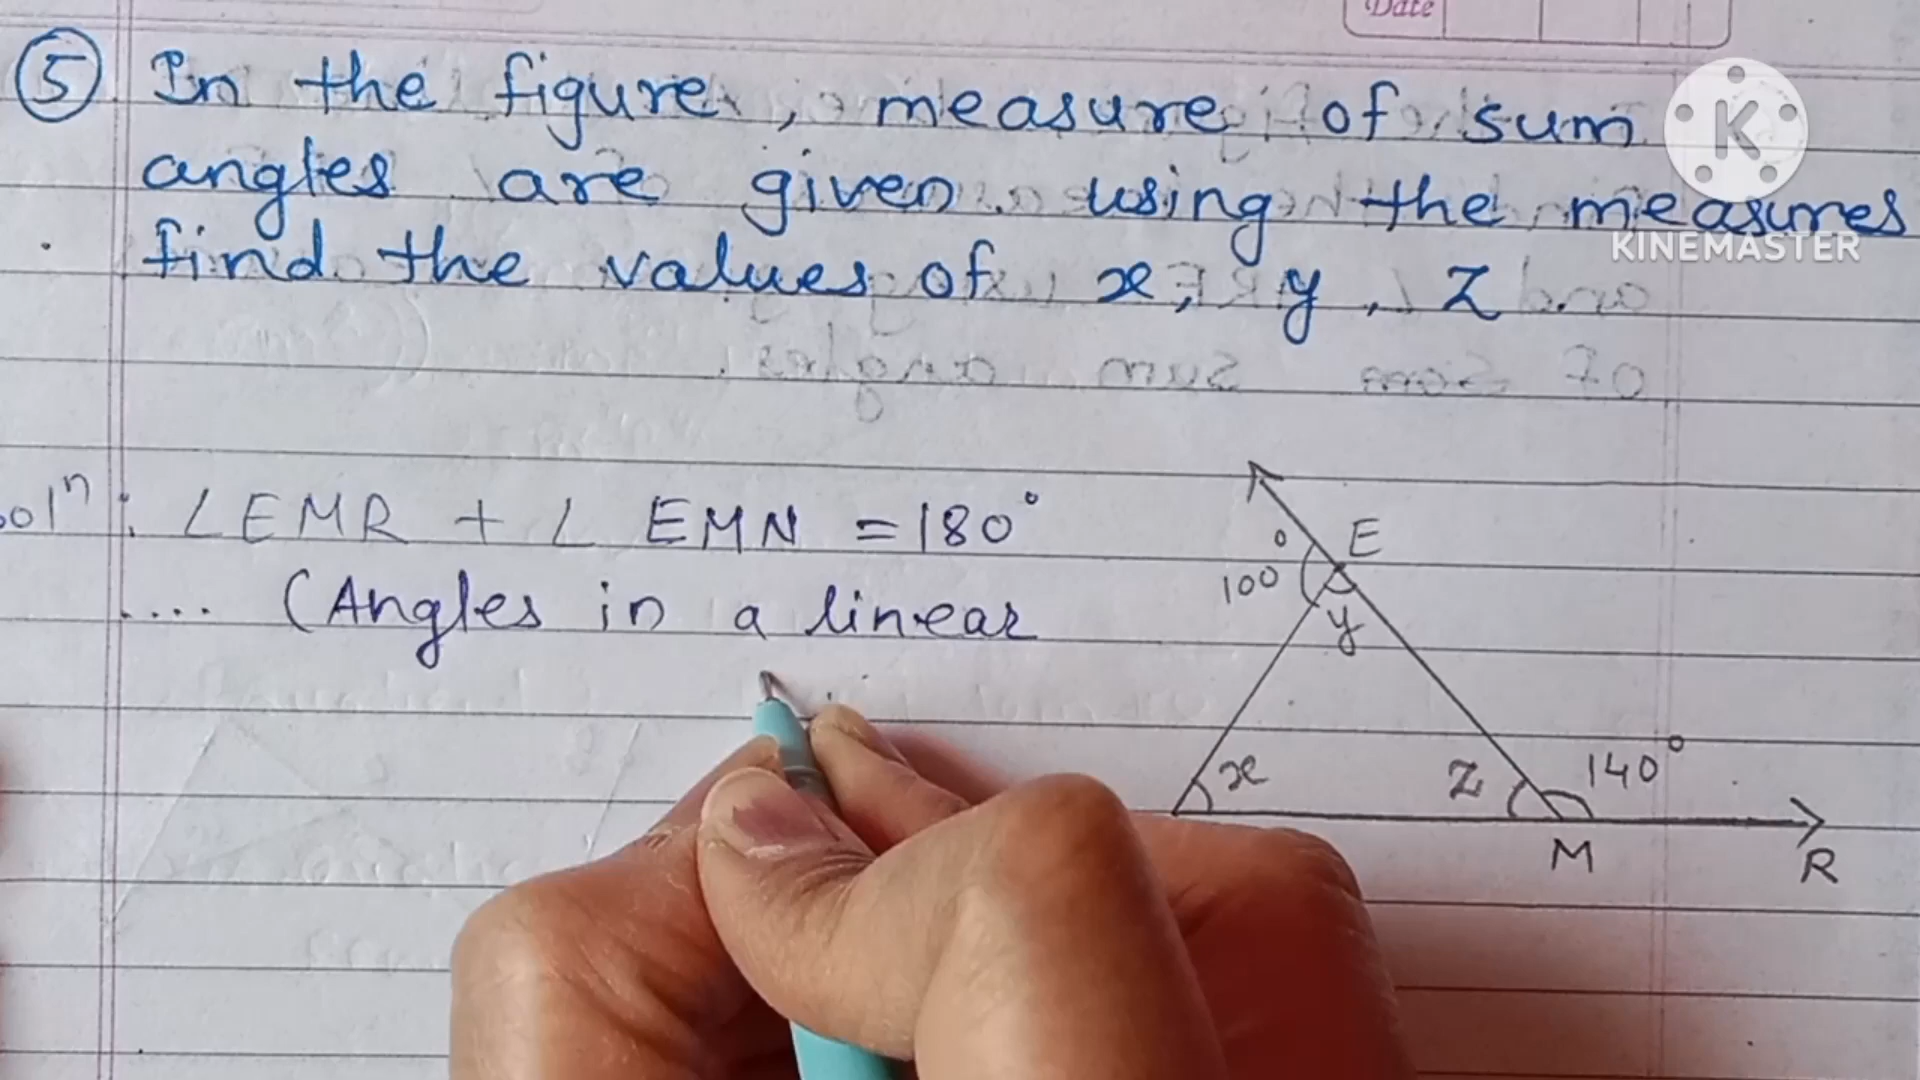 Date
⑤ In the figure, measure of sum
angles are given. using the measures
find the values of x, y, z
K
KINEMASTER
solⁿ: ∠EMR + ∠ EMN = 180°
.... (Angles in a linear
E
100°
y
x
z
140°
M
R